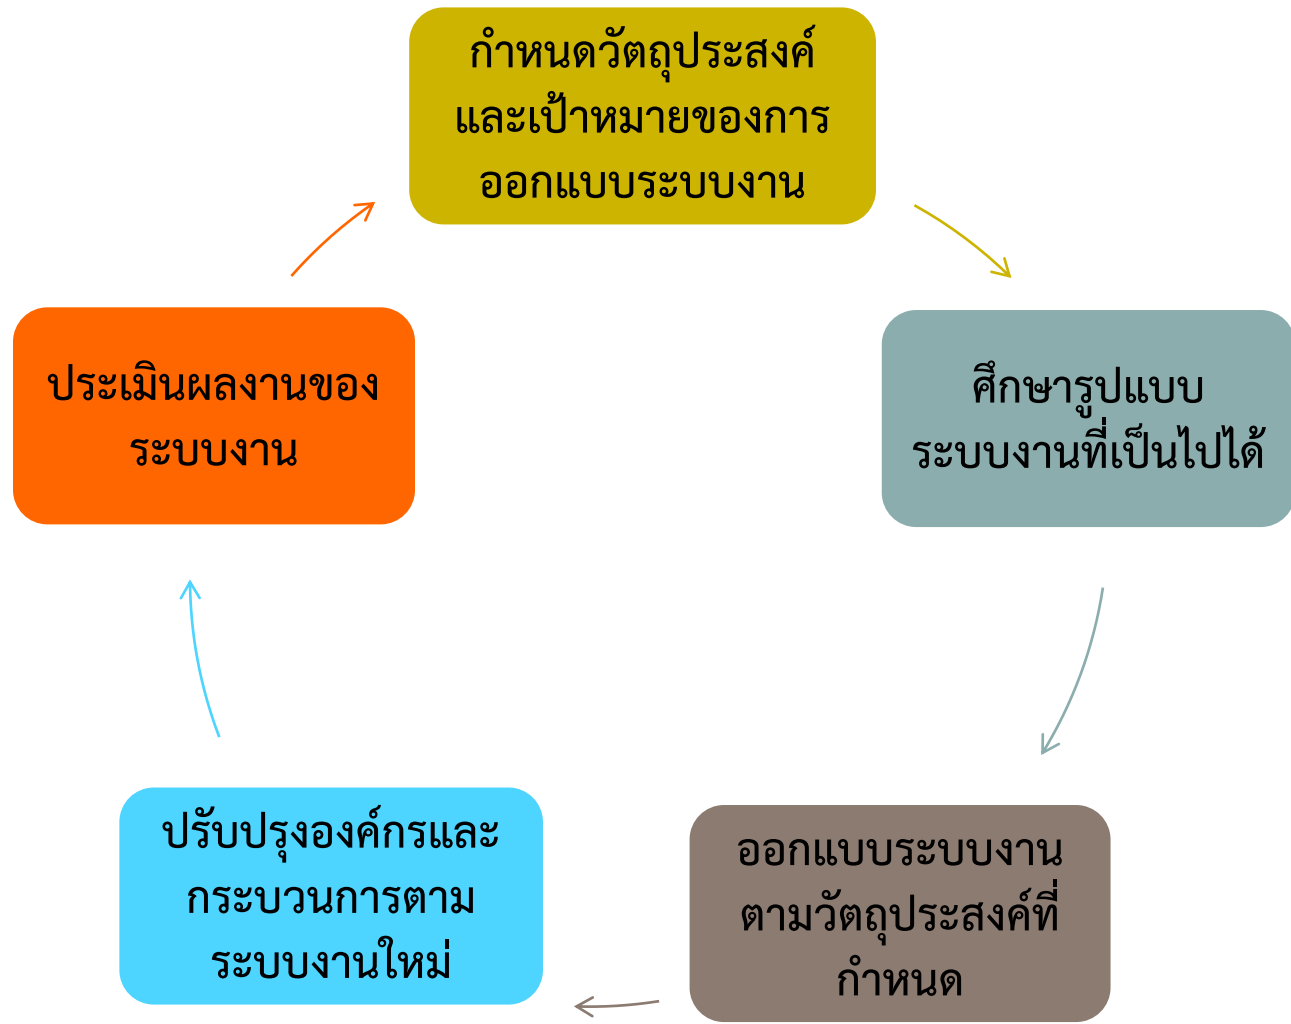 กำหนดวัตถุประสงค์
และเป้าหมายของการ
ออกแบบระบบงาน
ศึกษารูปแบบ
ระบบงานที่เป็นไปได้
ออกแบบระบบงาน
ตามวัตถุประสงค์ที่
กำหนด
ปรับปรุงองค์กรและ
กระบวนการตาม
ระบบงานใหม่
ประเมินผลงานของ
ระบบงาน